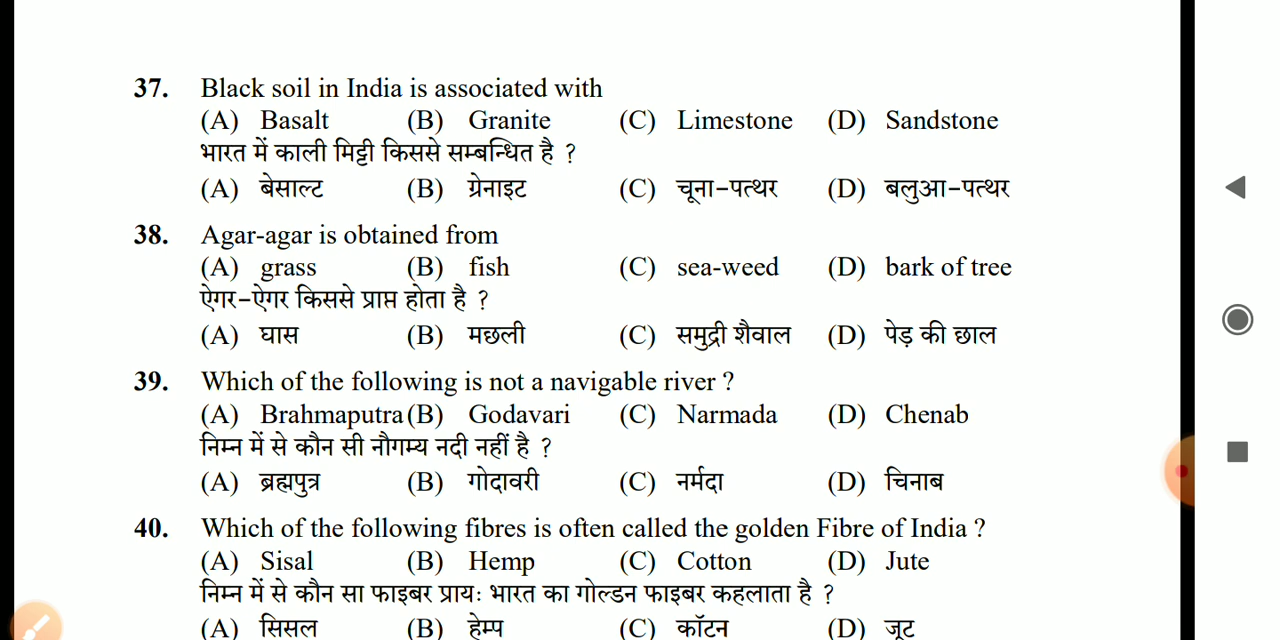 37. Black soil in India is associated with
(A) Basalt (B) Granite (C) Limestone (D) Sandstone
भारत में काली मिट्टी किससे सम्बन्धित है ?
(A) बेसाल्ट (B) ग्रेनाइट (C) चूना-पत्थर (D) बलुआ-पत्थर
38. Agar-agar is obtained from
(A) grass (B) fish (C) sea-weed (D) bark of tree
ऐगर-ऐगर किससे प्राप्त होता है ?
(A) घास (B) मछली (C) समुद्री शैवाल (D) पेड़ की छाल
39. Which of the following is not a navigable river ?
(A) Brahmaputra (B) Godavari (C) Narmada (D) Chenab
निम्न में से कौन सी नौगम्य नदी नहीं है ?
(A) ब्रह्मपुत्र (B) गोदावरी (C) नर्मदा (D) चिनाब
40. Which of the following fibres is often called the golden Fibre of India ?
(A) Sisal (B) Hemp (C) Cotton (D) Jute
निम्न में से कौन सा फाइबर प्रायः भारत का गोल्डन फाइबर कहलाता है ?
(A) सिसल (B) हेम्प (C) कॉटन (D) जूट